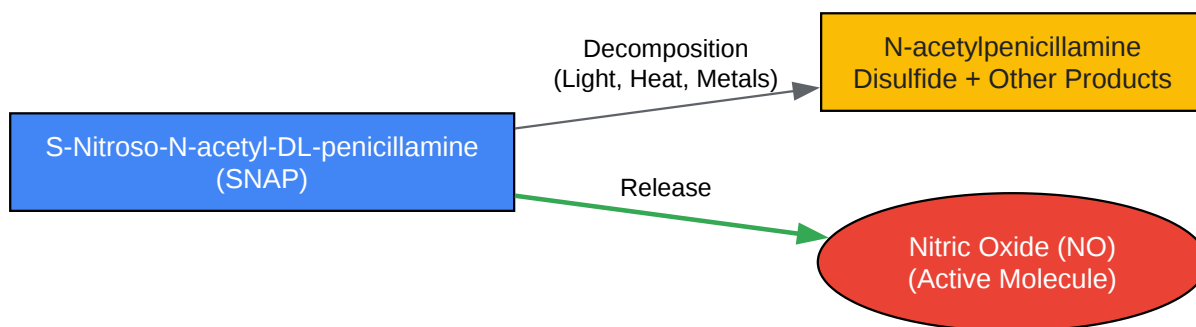 S-Nitroso-N-acetyl-DL-penicillamine
(SNAP)
Decomposition
(Light, Heat, Metals)
N-acetylpenicillamine
Disulfide + Other Products
Release
Nitric Oxide (NO)
(Active Molecule)